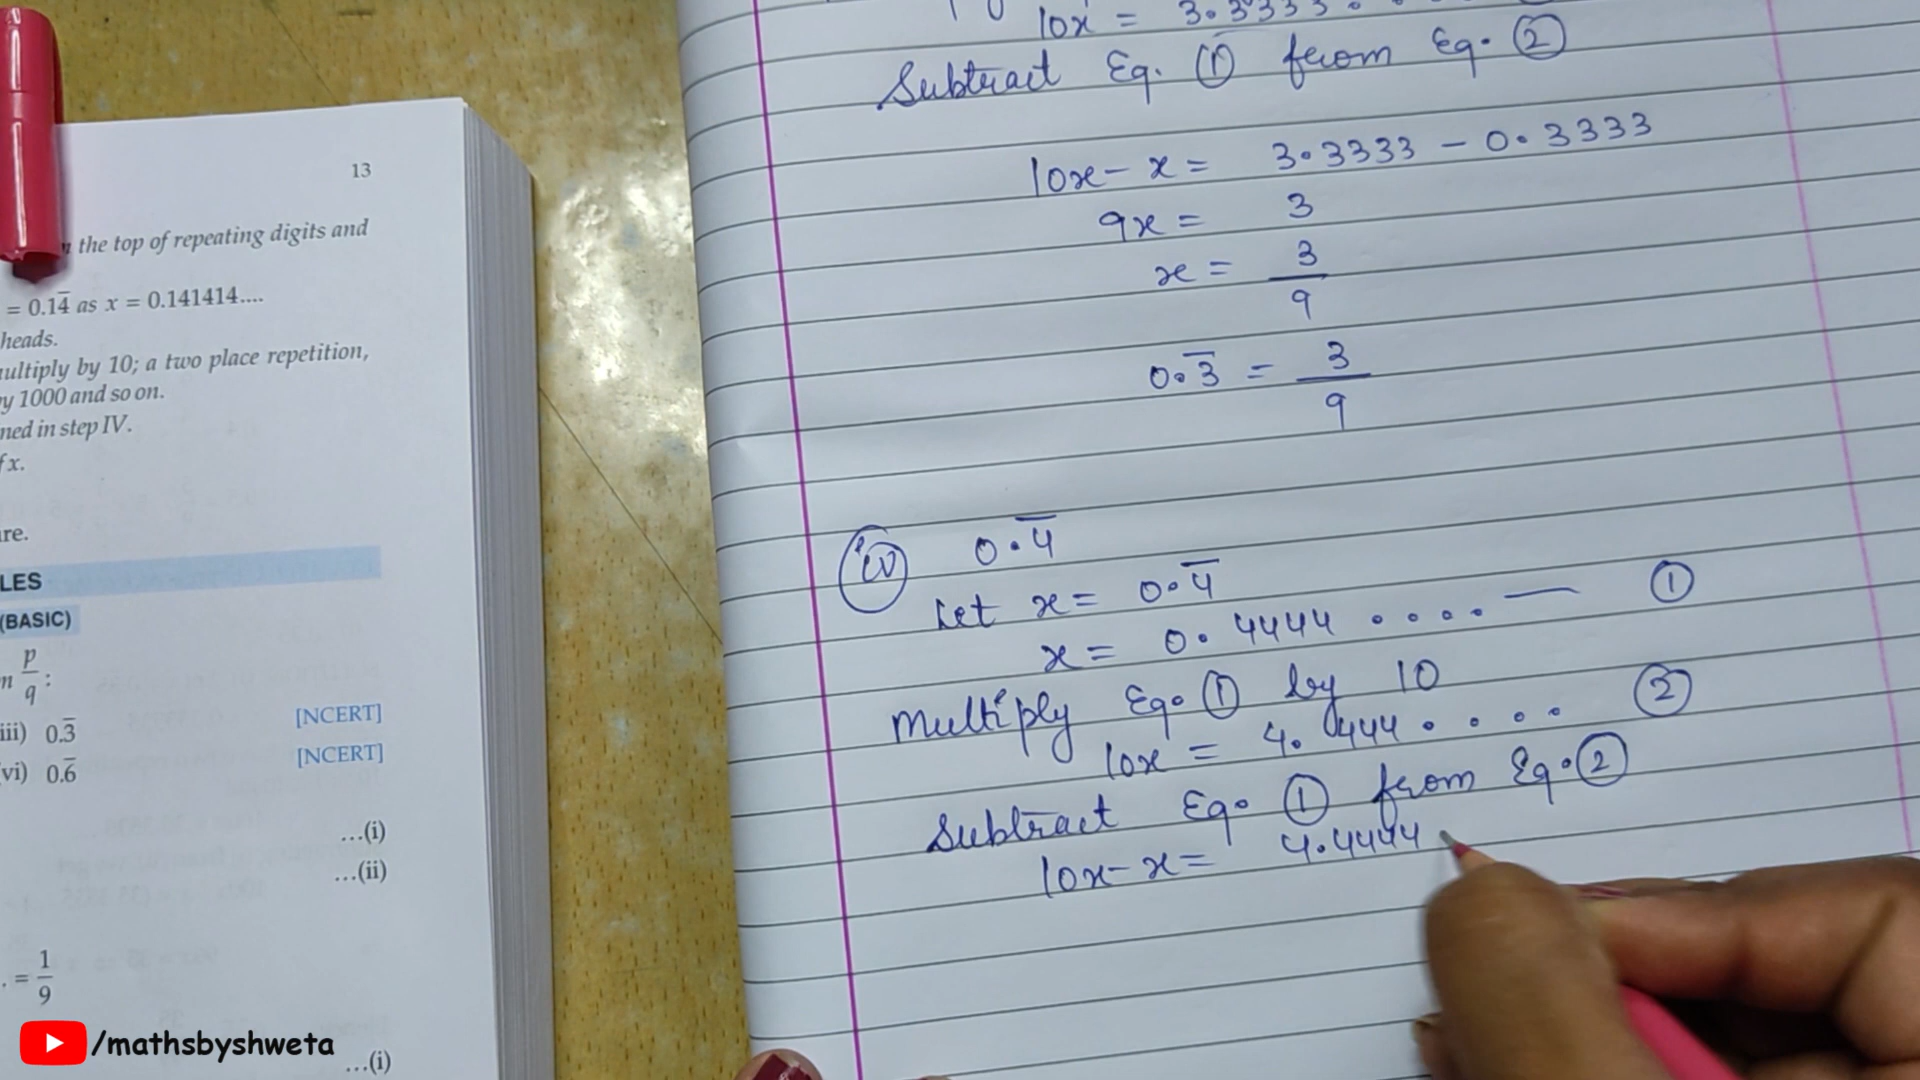 13
the top of repeating digits and
= 0.1̅4̅ as x = 0.141414....
heads.
multiply by 10; a two place repetition,
by 1000 and so on.
ned in step IV.
f x.
re.
LES
(BASIC)
n p/q :
iii) 0.3̅ [NCERT]
vi) 0.6̅ [NCERT]
...(i)
...(ii)
. = 1/9
...(i)
/mathsbyshweta
10x = 3.3333..
Subtract Eq. ① from Eq. ②
10x - x = 3.3333 - 0.3333
9x = 3
x = 3/9
0.3̅ = 3/9
(iv) 0.4̅
Let x = 0.4̅
x = 0.4444 .... — ①
Multiply Eq. ① by 10
10x = 4.444.... ②
Subtract Eq. ① from Eq. ②
10x - x = 4.4444